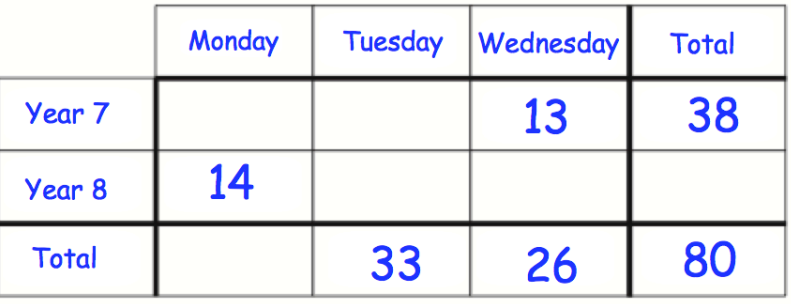 Monday Tuesday Wednesday Total
Year 7 13 38
Year 8 14
Total 33 26 80